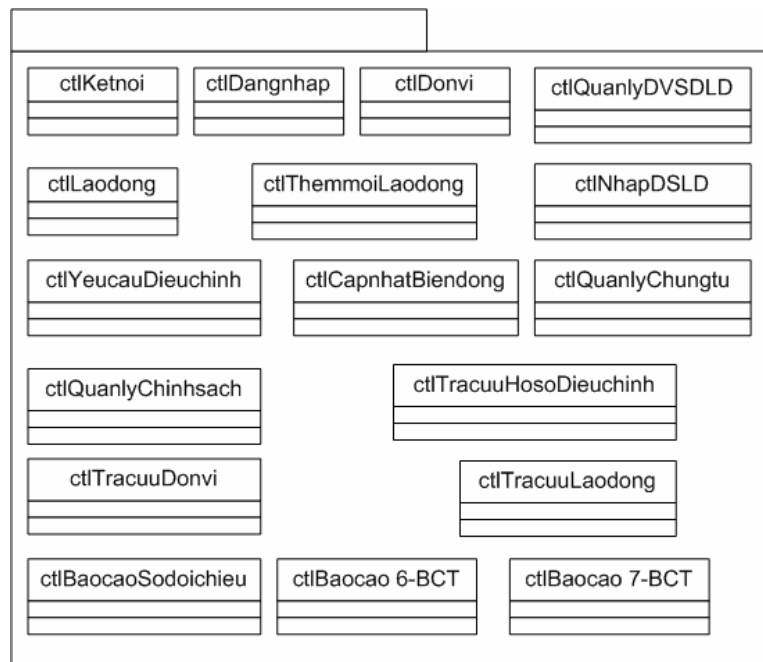 ctlKetnoi
ctlDangnhap
ctlDonvi
ctlQuanlyDVSDLD
ctlLaodong
ctlThemmoiLaodong
ctlNhapDSLD
ctlYeucauDieuchinh
ctlCapnhatBiendong
ctlQuanlyChungtu
ctlQuanlyChinhsach
ctlTracuuHosoDieuchinh
ctlTracuuDonvi
ctlTracuuLaodong
ctlBaocaoSodoichieu
ctlBaocao 6-BCT
ctlBaocao 7-BCT